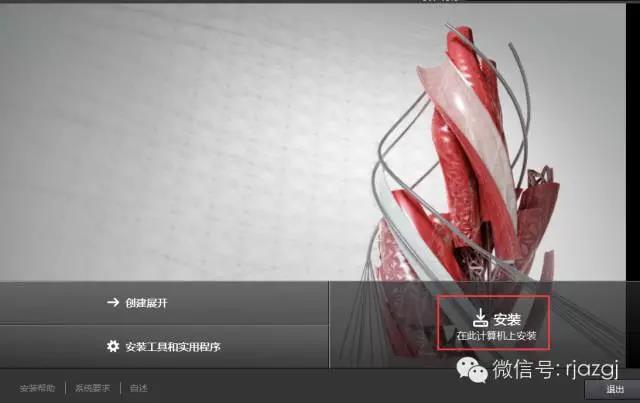 创建展开
安装工具和实用程序
安装
在此计算机上安装
微信号: rjazgj
安装帮助 系统要求 自述
退出